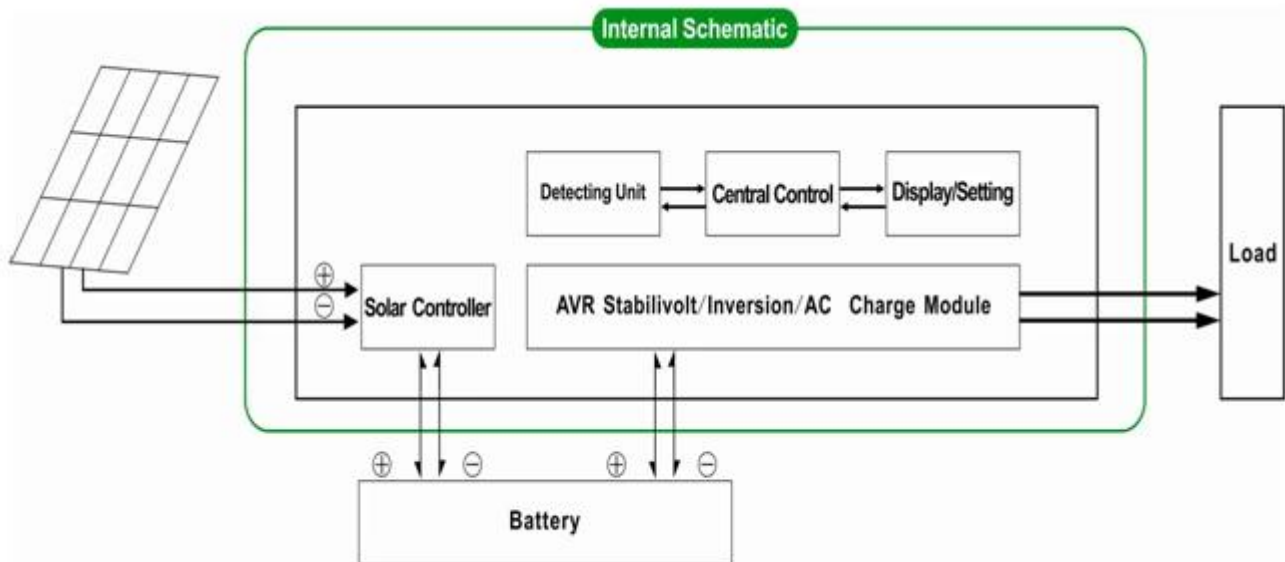 Internal Schematic
Detecting Unit
Central Control
Display/Setting
Load
⊕
⊖
Solar Controller
AVR Stabilivolt/Inversion/AC Charge Module
⊕ ⊖ ⊕ ⊖
Battery